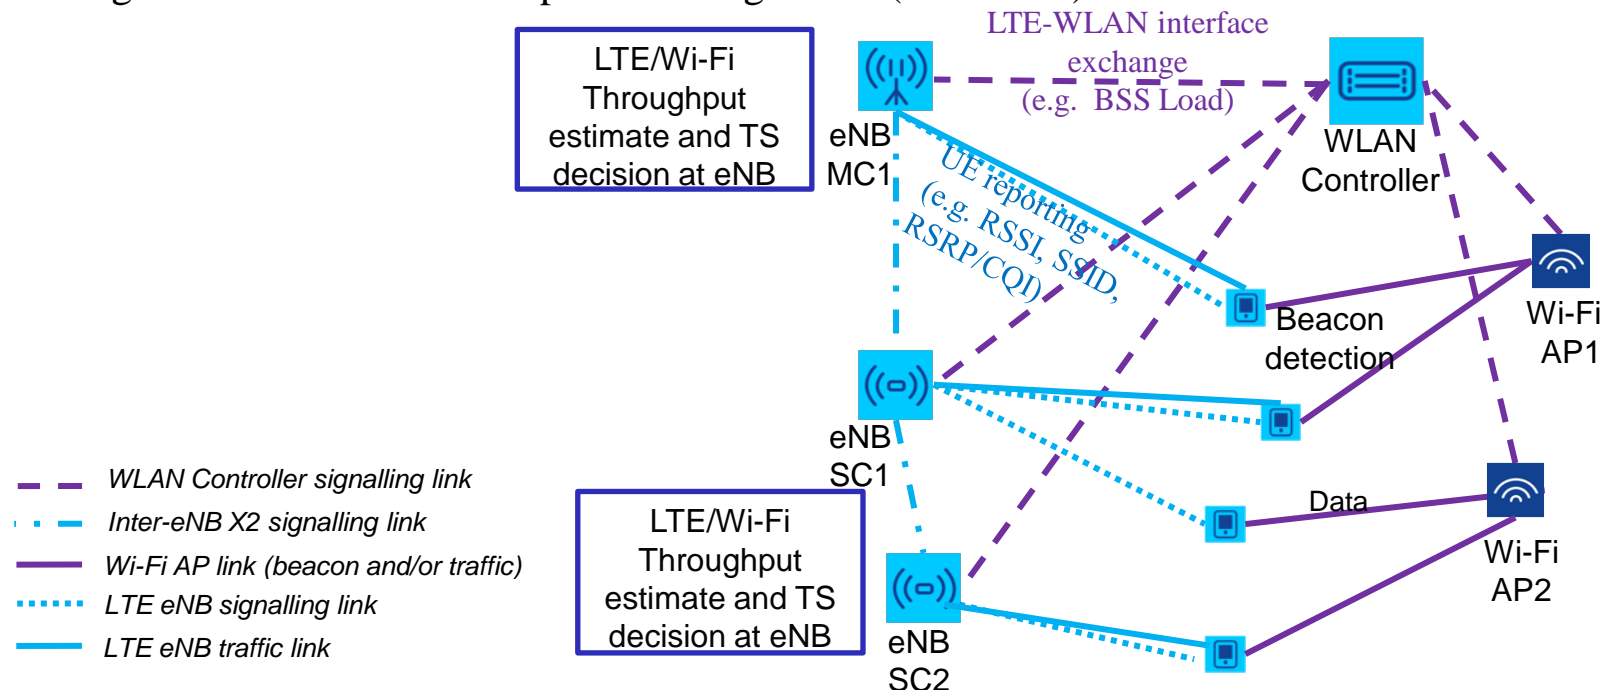 LTE-WLAN interface
exchange
(e.g. BSS Load)
LTE/Wi-Fi
Throughput
estimate and TS
decision at eNB
eNB
MC1
WLAN
Controller
UE reporting
(e.g. RSSI, SSID,
RSRP/CQI)
Wi-Fi
AP1
Beacon
detection
eNB
SC1
WLAN Controller signalling link
Inter-eNB X2 signalling link
Wi-Fi AP link (beacon and/or traffic)
LTE eNB signalling link
LTE eNB traffic link
LTE/Wi-Fi
Throughput
estimate and TS
decision at eNB
Data
Wi-Fi
AP2
eNB
SC2